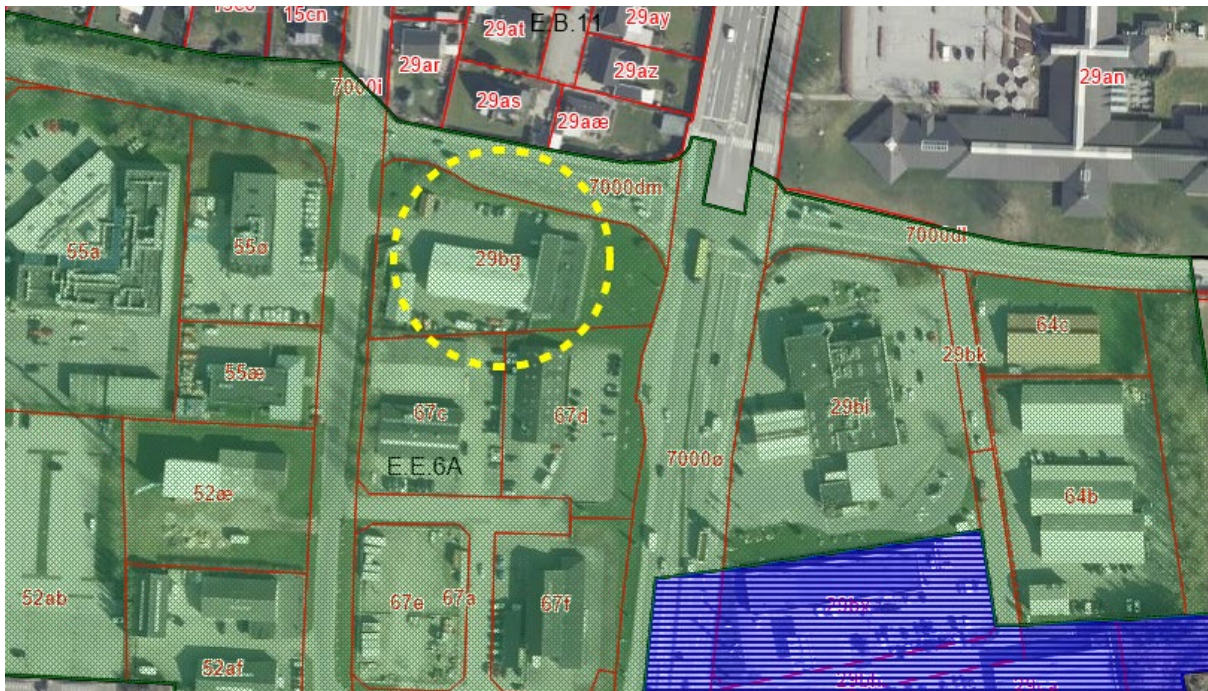 15cn
29at
E.B.11
29ay
29ar
29az
29an
7000i
29as
29aæ
7000dm
7000dl
55a
55ø
29bg
64c
29bk
55æ
67c
67d
29bi
7000ø
E.E.6A
52æ
64b
52ab
67e
67a
67f
52af